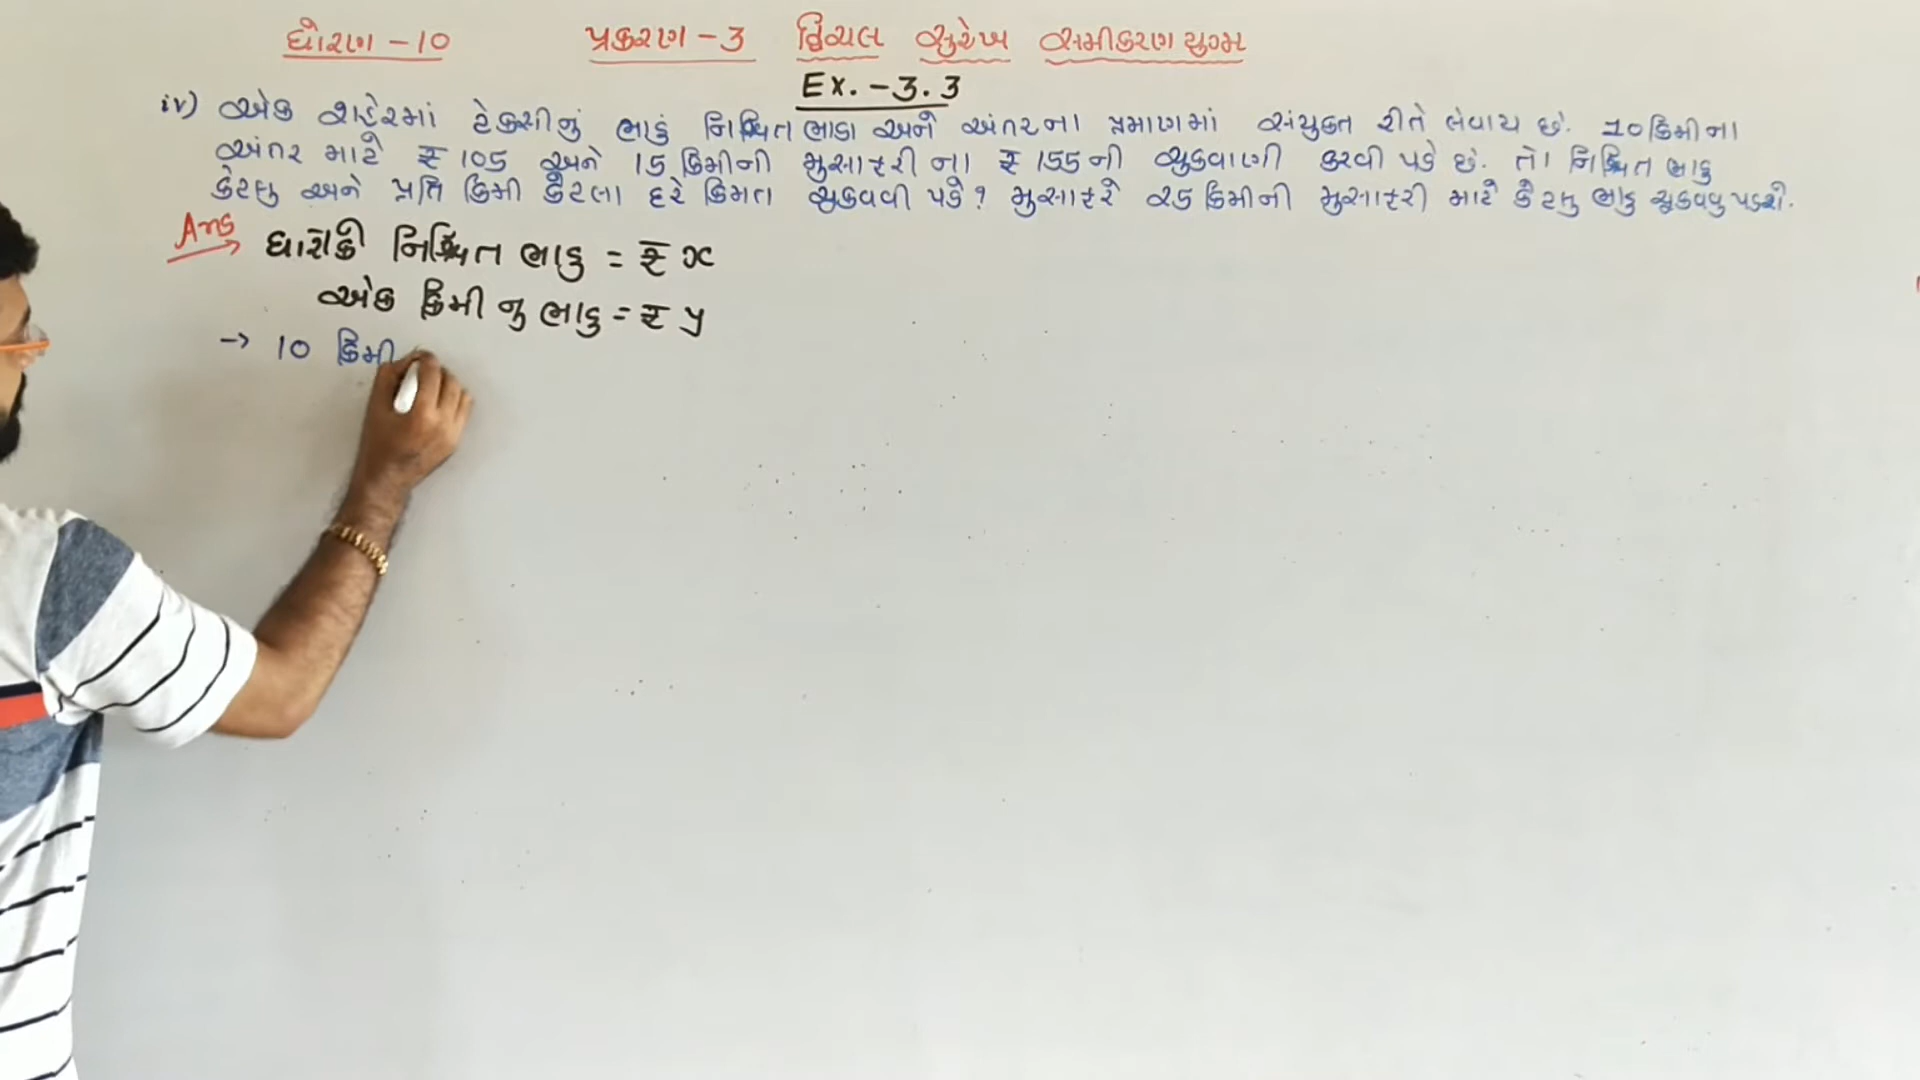 ધોરણ - 10 પ્રકરણ - 3 દ્વિચલ સુરેખ સમીકરણ યુગ્મ
Ex. - 3.3
iv) એક શહેરમાં ટેકસીનું ભાડું નિશ્ચિત ભાડા અને અંતરના પ્રમાણમાં સંયુક્ત રીતે લેવાય છે. 10 કિમીના
અંતર માટે ₹ 105 અને 15 કિમીની મુસાફરી ના ₹ 155 ની ચુકવાણી કરવી પડે છે. તો નિશ્ચિત ભાડુ
કેટલુ અને પ્રતિ કિમી કેટલા દરે કિમત ચુકવવી પડે? મુસાફરે 25 કિમીની મુસાફરી માટે કેટલુ ભાડુ ચૂકવવુ પડશે.
Ans
ધારોકે નિશ્ચિત ભાડુ = ₹ x
એક કિમી નુ ભાડુ = ₹ y
→ 10 કિમી